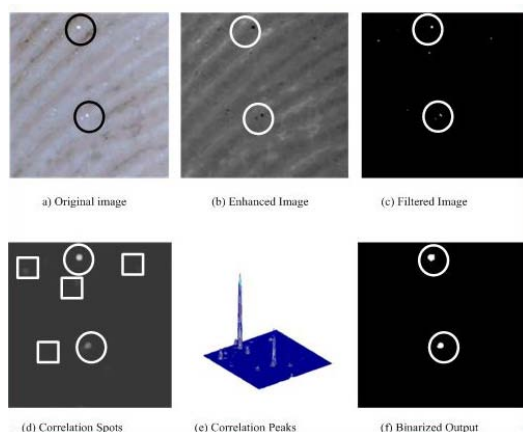 a) Original image (b) Enhanced Image (c) Filtered Image
(d) Correlation Spots (e) Correlation Peaks (f) Binarized Output